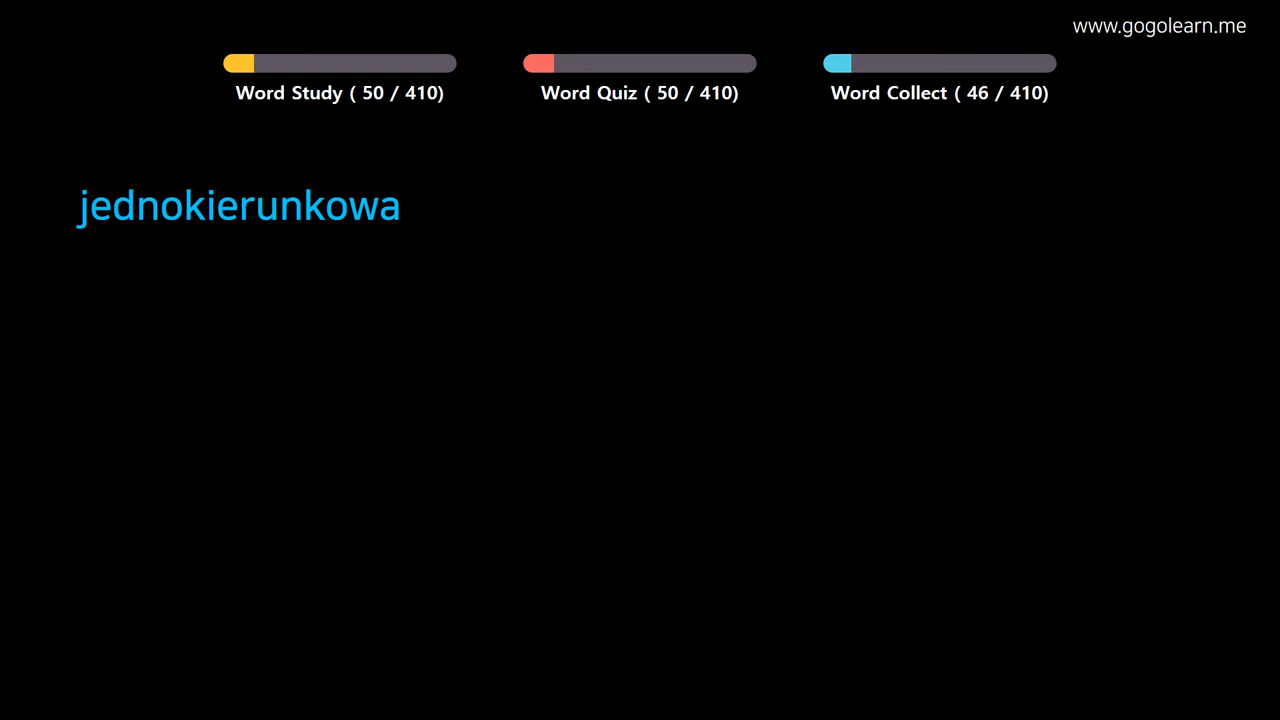 www.gogolearn.me
Word Study ( 50 / 410)
Word Quiz ( 50 / 410)
Word Collect ( 46 / 410)
jednokierunkowa